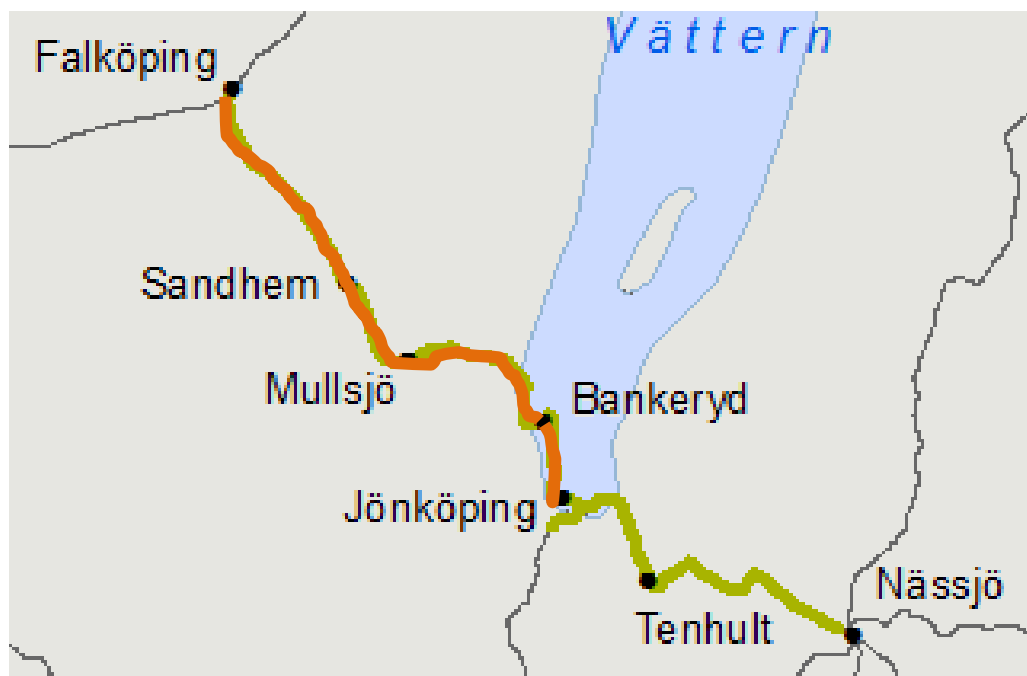 Vättern
Falköping
Sandhem
Mullsjö
Bankeryd
Jönköping
Nässjö
Tenhult